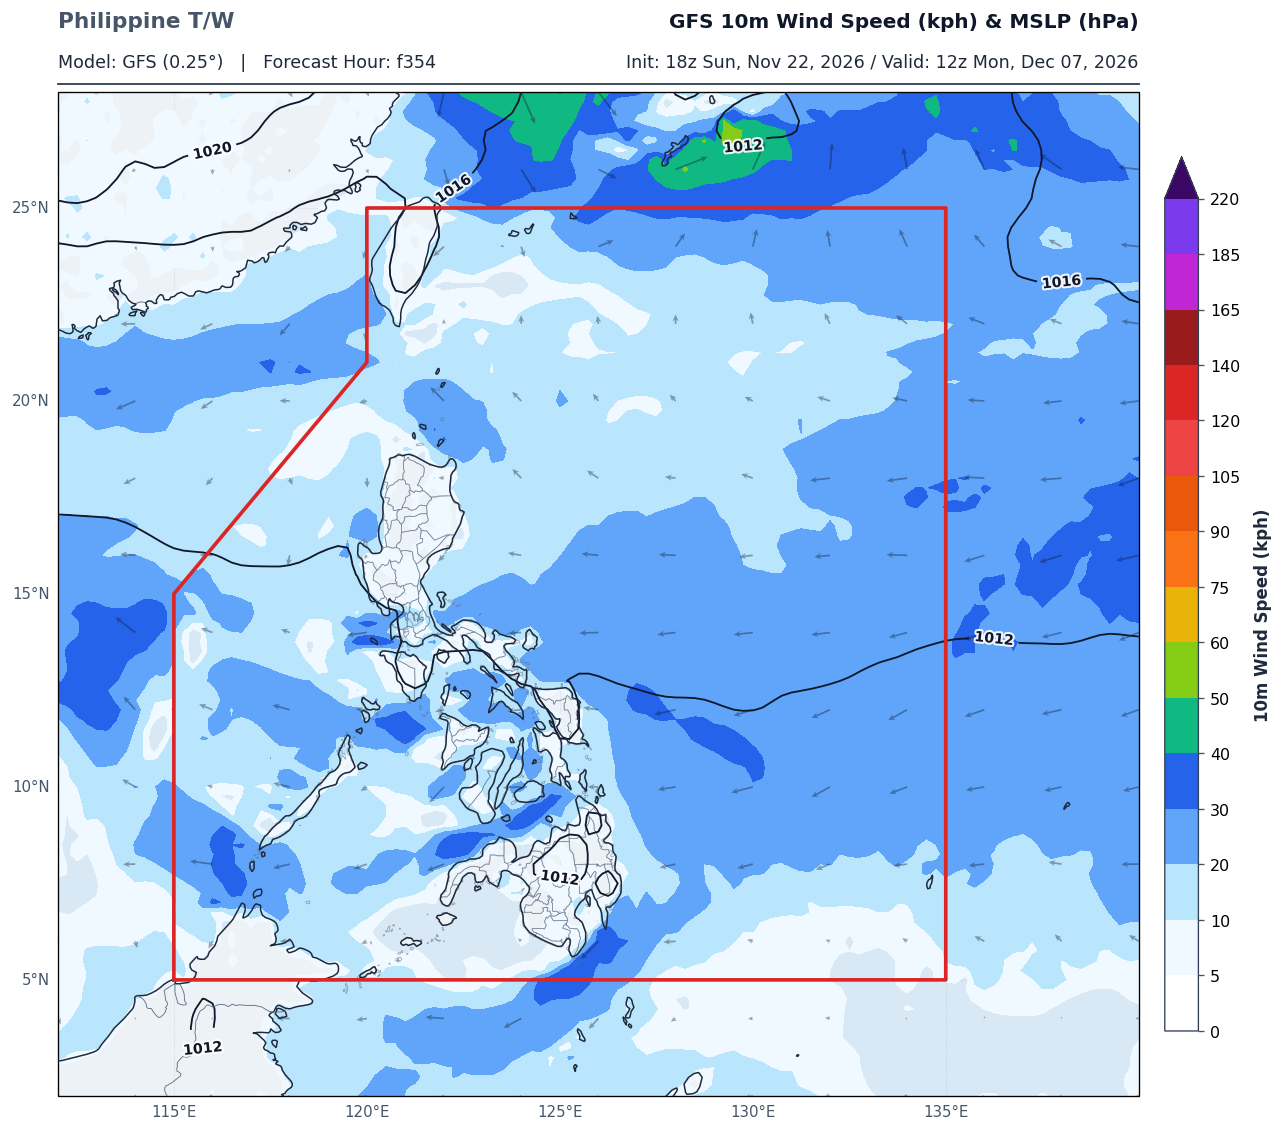 Philippine T/W
GFS 10m Wind Speed (kph) & MSLP (hPa)
Model: GFS (0.25°)   |   Forecast Hour: f354
Init: 18z Sun, Nov 22, 2026 / Valid: 12z Mon, Dec 07, 2026
1020
1016
1012
1016
1012
1012
1012
25°N
20°N
15°N
10°N
5°N
115°E
120°E
125°E
130°E
135°E
220
185
165
140
120
105
90
75
60
50
40
30
20
10
5
0
10m Wind Speed (kph)